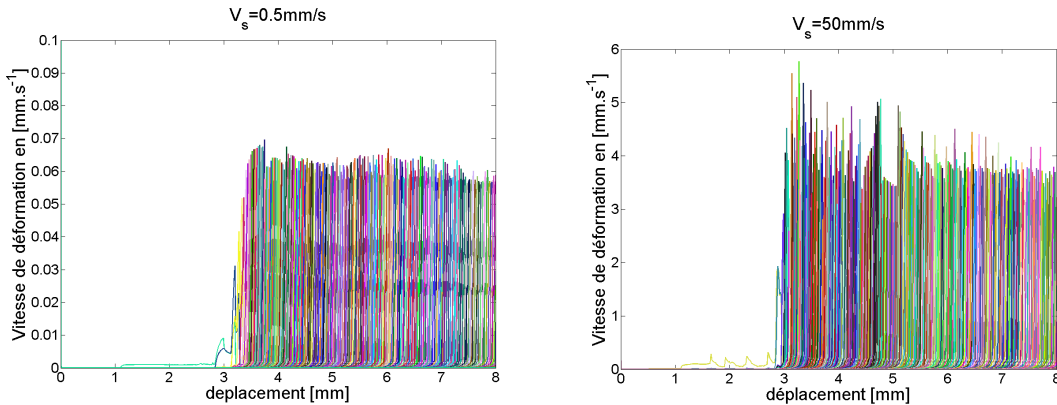 V_s=0.5mm/s
Vitesse de déformation en [mm.s^-1]
0.1
0.09
0.08
0.07
0.06
0.05
0.04
0.03
0.02
0.01
0
0 1 2 3 4 5 6 7 8
deplacement [mm]
V_s=50mm/s
Vitesse de déformation en [mm.s^-1]
6
5
4
3
2
1
0
0 1 2 3 4 5 6 7 8
déplacement [mm]